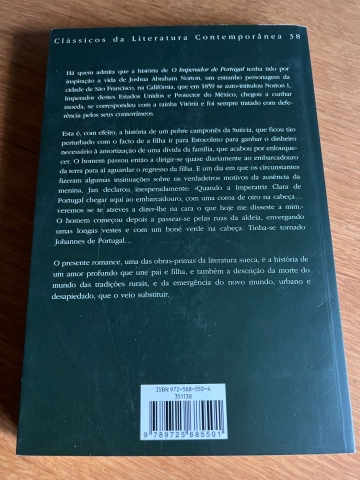 Clássicos da Literatura Contemporânea 38
Há quem admita que a história de O Imperador de Portugal tenha tido por
inspiração a vida de Joshua Abraham Norton, um estranho personagem da
cidade de São Francisco, na Califórnia, que em 1859 se auto-intitulou Norton I,
Imperador destes Estados Unidos e Protector do México, chegou a cunhar
moeda, se correspondeu com a rainha Vitória e foi sempre tratado com defe-
rência pelos seus conterrâneos.
Esta é, com efeito, a história de um pobre camponês da Suécia, que ficou tão
perturbado com o facto de a filha ir para Estocolmo para ganhar o dinheiro
necessário à amortização de uma dívida da família, que acabou por enlouque-
cer. O homem passou então a dirigir-se quase diariamente ao embarcadouro
da terra para aí aguardar o regresso da filha. E um dia em que os circunstantes
fizeram algumas insinuações sobre os verdadeiros motivos da ausência da
menina, Jan declarou inesperadamente: «Quando a Imperatriz Clara de
Portugal chegar aqui ao embarcadouro, com uma coroa de oiro na cabeça...
veremos se te atreves a dizer-lhe na cara o que hoje me disseste a mim.»
O homem começou depois a passear-se pelas ruas da aldeia, envergando
umas longas vestes e com um boné verde na cabeça. Tinha-se tornado
Johannes de Portugal...
O presente romance, uma das obras-primas da literatura sueca, é a história de
um amor profundo que une pai e filha, e também a descrição da morte do
mundo das tradições rurais, e da emergência do novo mundo, urbano e
desapiedado, que o veio substituir.
ISBN 972-568-550-4
351138
9 789725 685501